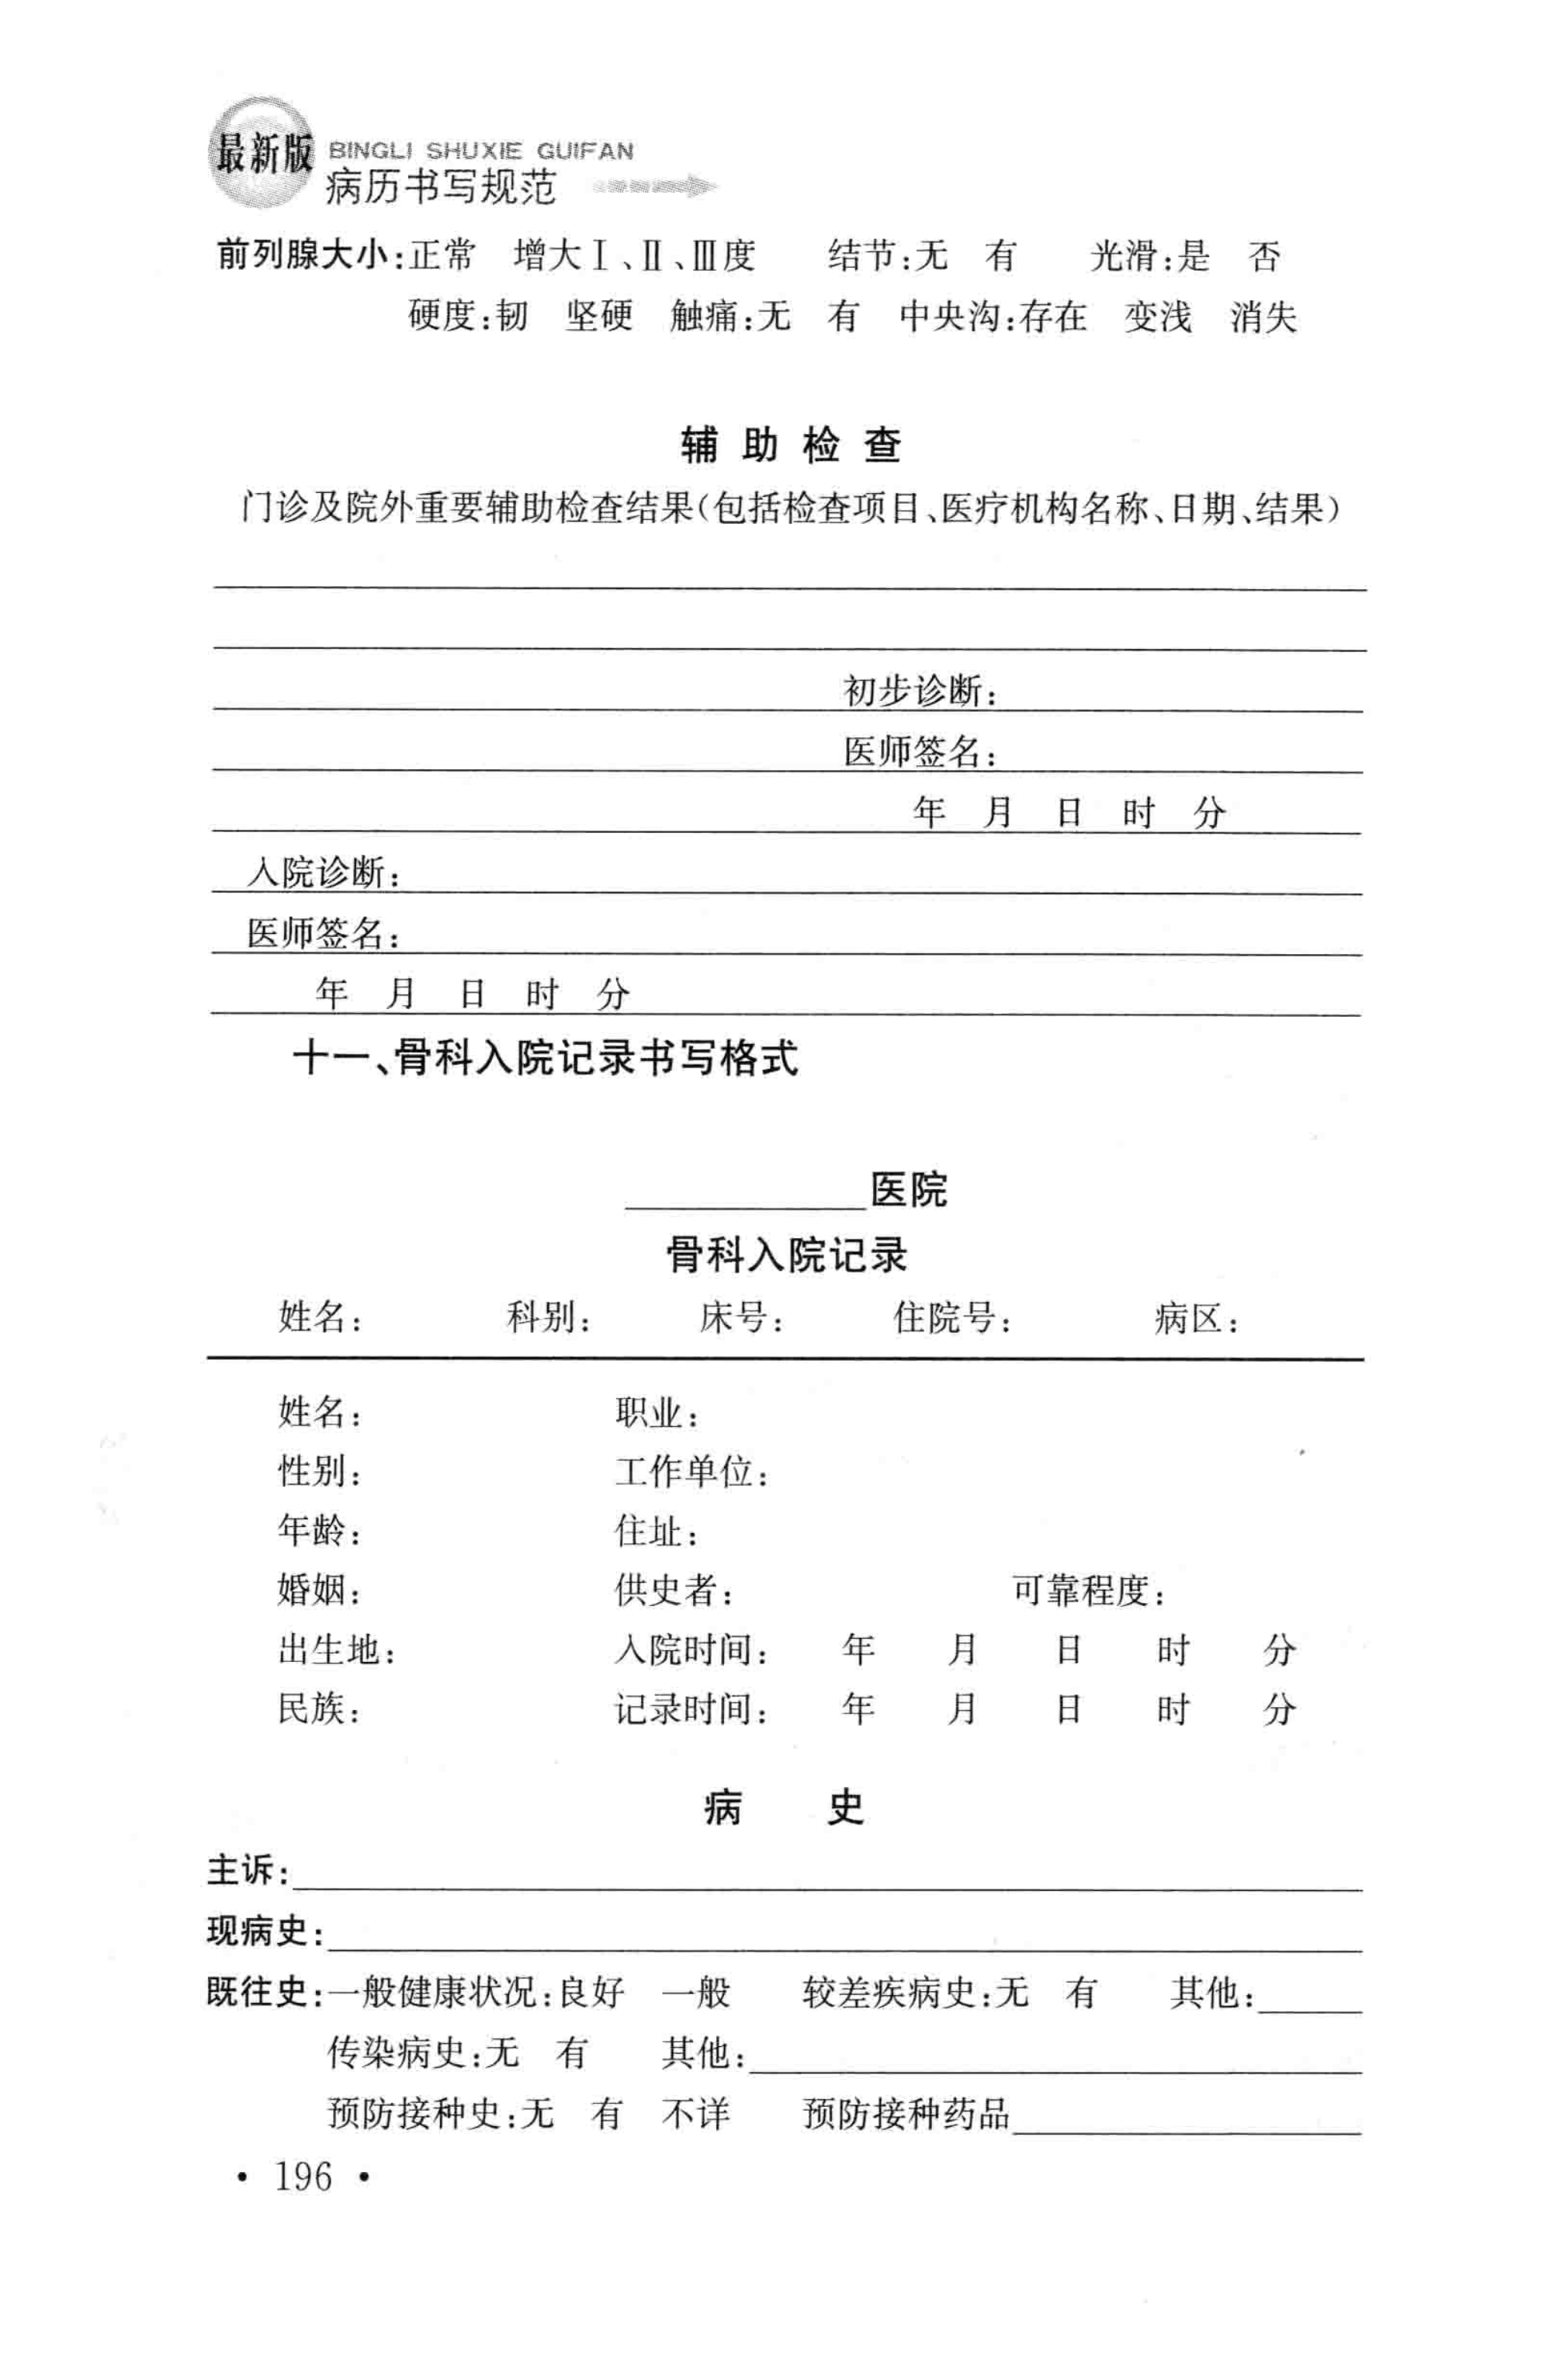 最新版 BINGLI SHUXIE GUIFAN
病历书写规范
前列腺大小:正常 增大Ⅰ、Ⅱ、Ⅲ度 结节:无 有 光滑:是 否
硬度:韧 坚硬 触痛:无 有 中央沟:存在 变浅 消失
辅助检查
门诊及院外重要辅助检查结果(包括检查项目、医疗机构名称、日期、结果)
初步诊断:
医师签名:
年 月 日 时 分
入院诊断:
医师签名:
年 月 日 时 分
十一、骨科入院记录书写格式
______医院
骨科入院记录
姓名: 科别: 床号: 住院号: 病区:
姓名: 职业:
性别: 工作单位:
年龄: 住址:
婚姻: 供史者: 可靠程度:
出生地: 入院时间: 年 月 日 时 分
民族: 记录时间: 年 月 日 时 分
病 史
主诉:
现病史:
既往史:一般健康状况:良好 一般 较差疾病史:无 有 其他:
传染病史:无 有 其他:
预防接种史:无 有 不详 预防接种药品
· 196 ·